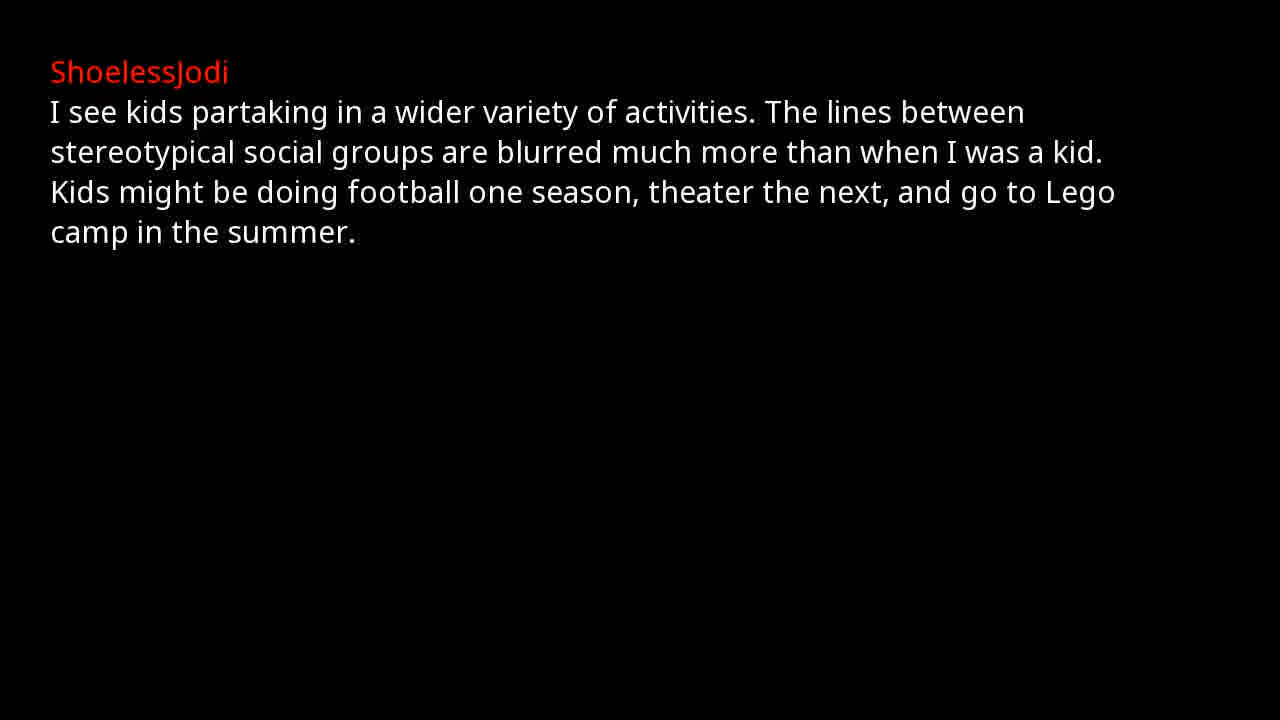 ShoelessJodi
I see kids partaking in a wider variety of activities. The lines between
stereotypical social groups are blurred much more than when I was a kid.
Kids might be doing football one season, theater the next, and go to Lego
camp in the summer.